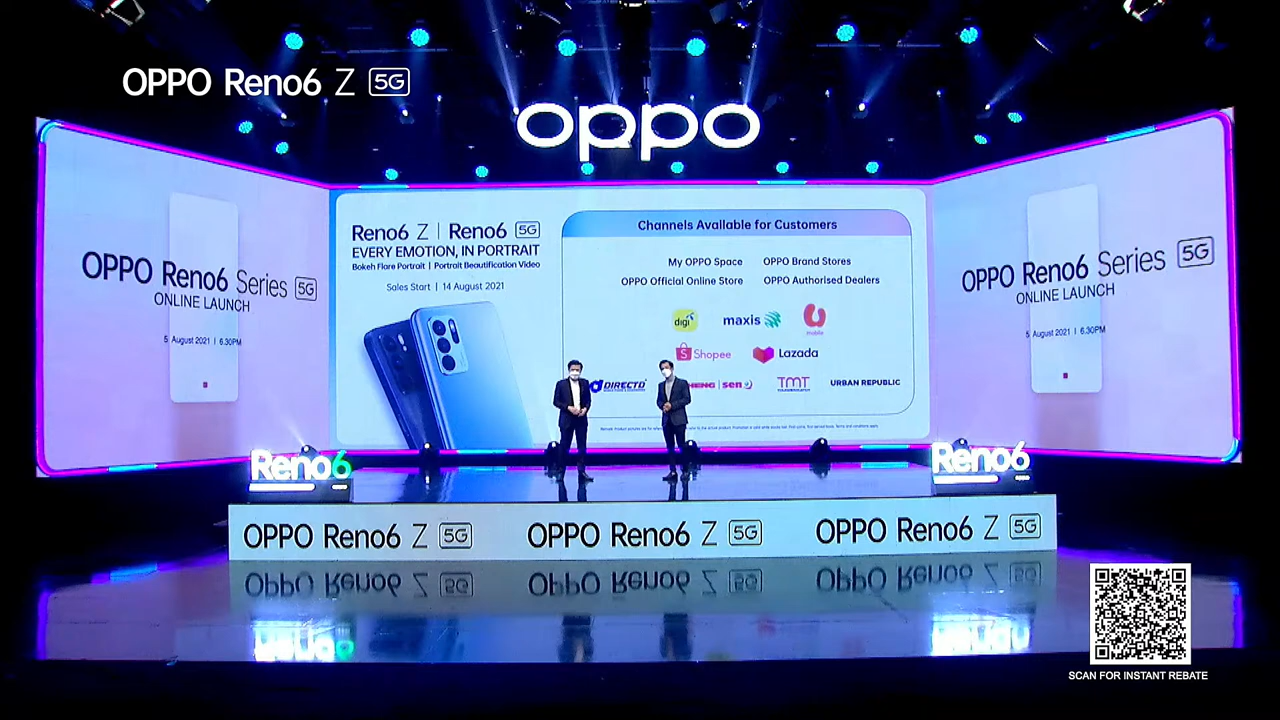 OPPO Reno6 Z 5G
oppo
OPPO Reno6 Series 5G
ONLINE LAUNCH
5 August 2021 | 6.30PM
Reno6 Z | Reno6 5G
EVERY EMOTION, IN PORTRAIT
Bokeh Flare Portrait | Portrait Beautification Video
Sales Start | 14 August 2021
Channels Available for Customers
My OPPO Space OPPO Brand Stores
OPPO Official Online Store OPPO Authorised Dealers
digi maxis U mobile
Shopee Lazada
DIRECTD HENG senQ TMT URBAN REPUBLIC
OPPO Reno6 Series 5G
ONLINE LAUNCH
5 August 2021 | 6.30PM
Reno6
Reno6
OPPO Reno6 Z 5G OPPO Reno6 Z 5G OPPO Reno6 Z 5G
SCAN FOR INSTANT REBATE